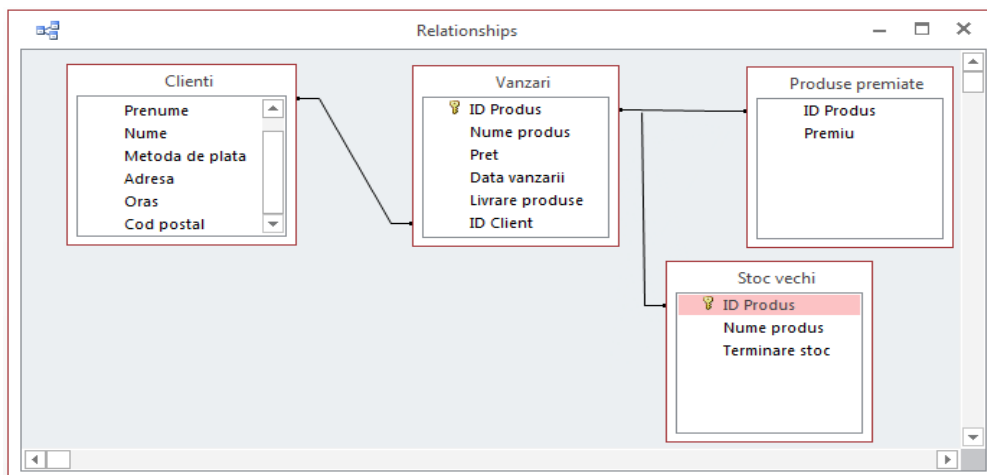 Relationships
Clienti
Prenume
Nume
Metoda de plata
Adresa
Oras
Cod postal
Vanzari
ID Produs
Nume produs
Pret
Data vanzarii
Livrare produse
ID Client
Produse premiate
ID Produs
Premiu
Stoc vechi
ID Produs
Nume produs
Terminare stoc